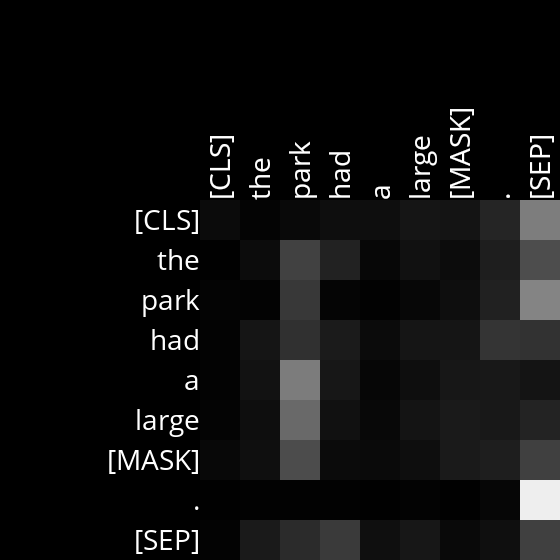 [CLS] the park had a large [MASK] . [SEP]
[CLS]
the
park
had
a
large
[MASK]
.
[SEP]